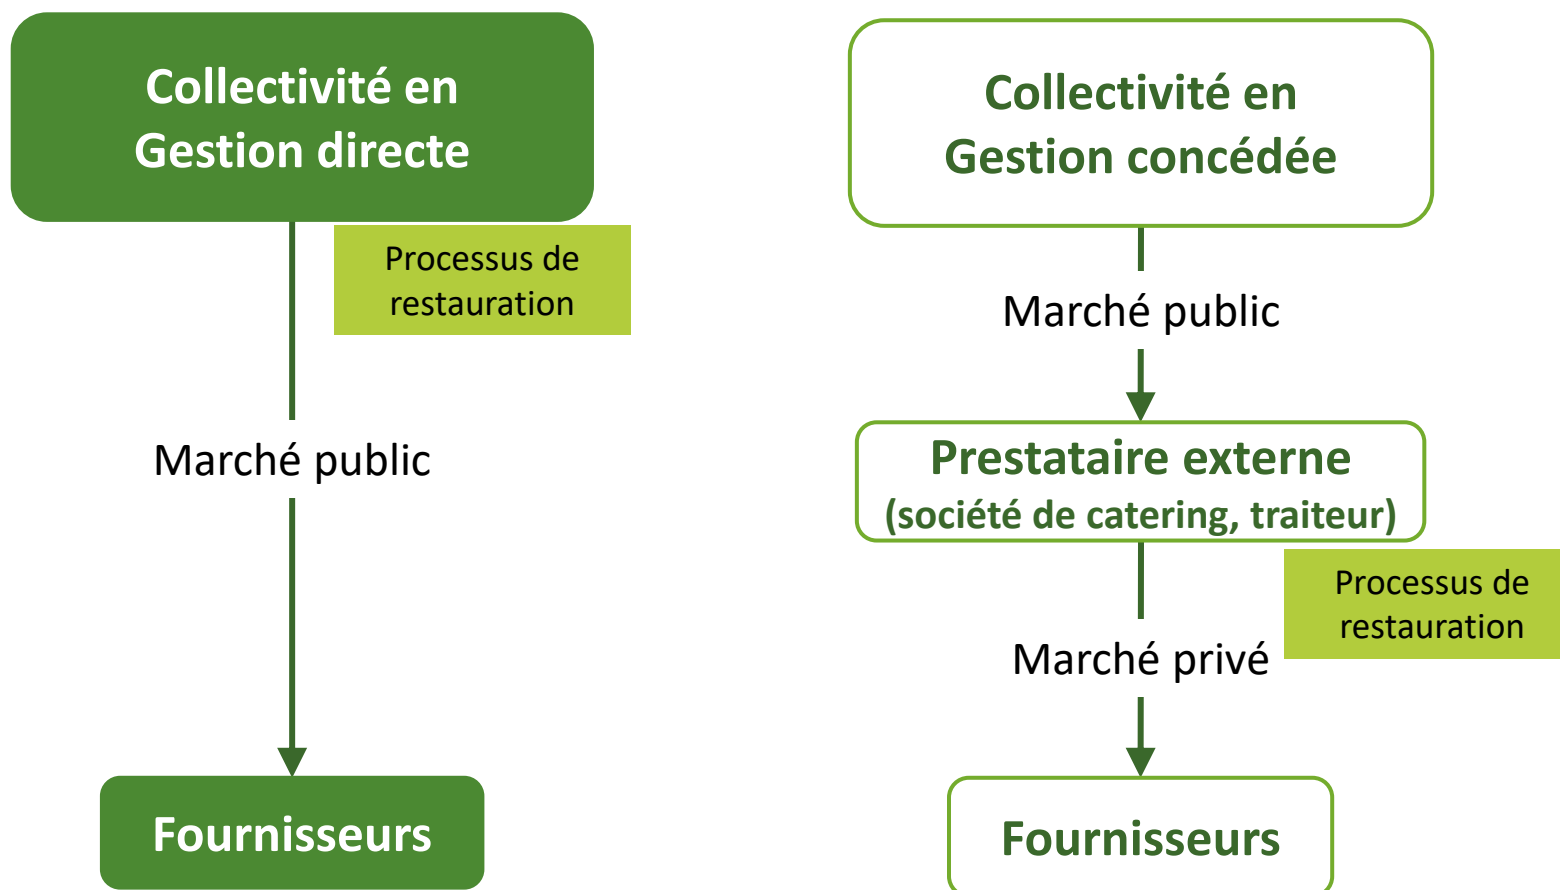 Collectivité en
Gestion directe
Processus de
restauration
Marché public
Fournisseurs
Collectivité en
Gestion concédée
Marché public
Prestataire externe
(société de catering, traiteur)
Processus de
restauration
Marché privé
Fournisseurs